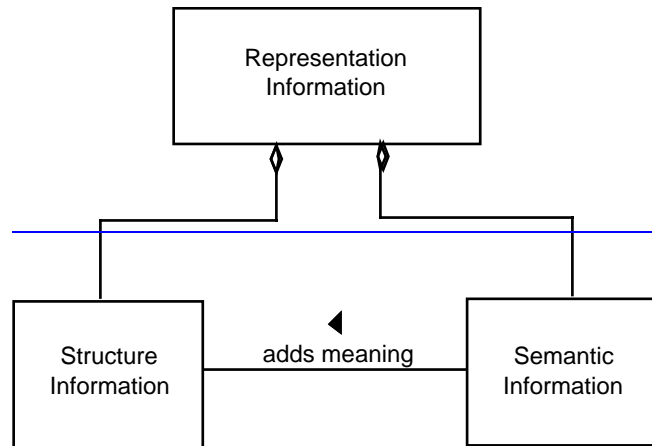 Representation
Information
adds meaning
Structure
Information
Semantic
Information